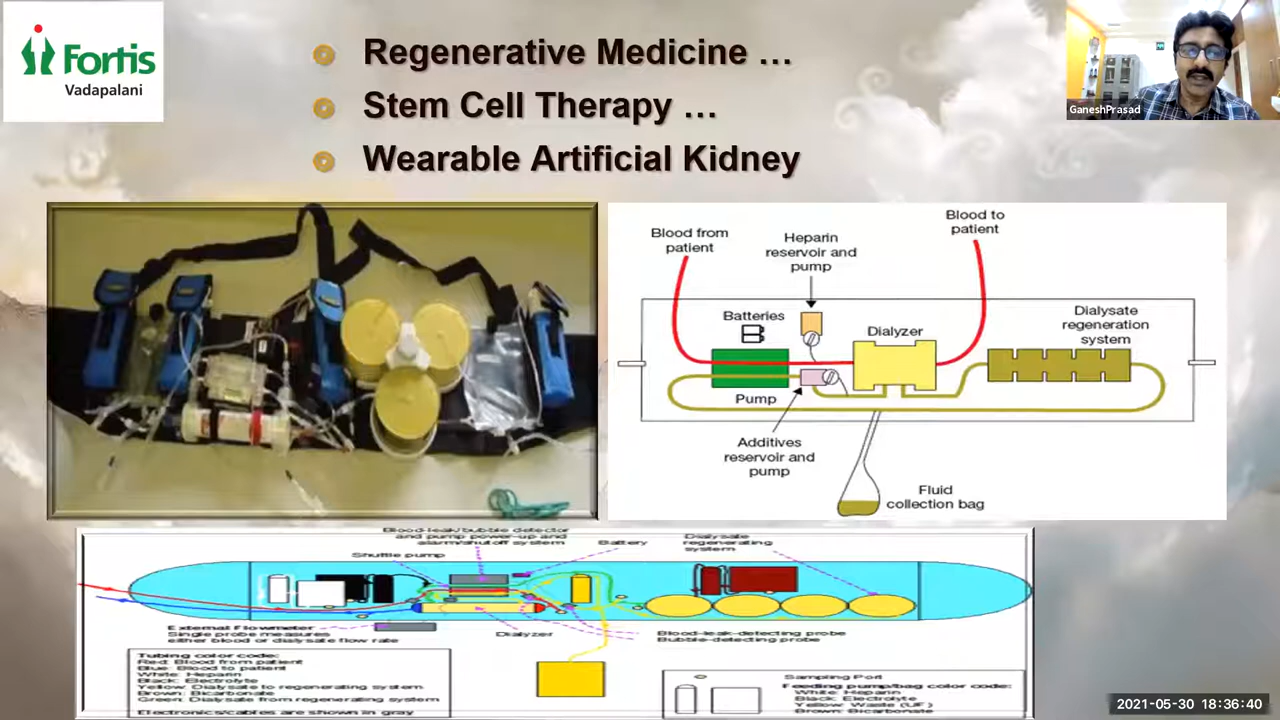 Fortis
Vadapalani
Regenerative Medicine …
Stem Cell Therapy …
Wearable Artificial Kidney
GaneshPrasad
Blood from
patient
Heparin
reservoir and
pump
Blood to
patient
Batteries
Dialyzer
Dialysate
regeneration
system
Pump
Additives
reservoir and
pump
Fluid
collection bag
Blood-leak/bubble detector
and pump power-up and
alarm/shutoff system
Shuttle pump
Battery
Dialysate
regenerating
system
External Flowmeter
Single probe measures
either blood or dialysate flow rate
Dialyzer
Blood-leak-detecting probe
Bubble-detecting probe
Tubing color code:
Red: Blood from patient
Blue: Blood to patient
White: Heparin
Black: Electrolyte
Yellow: Dialysate to regenerating system
Brown: Bicarbonate
Green: Dialysate from regenerating system
Electronics/cables are shown in gray
Sampling Port
Feeding pump/bag color code:
White: Heparin
Black: Electrolyte
Yellow: Waste (UF)
Brown: Bicarbonate
2021-05-30 18:36:40